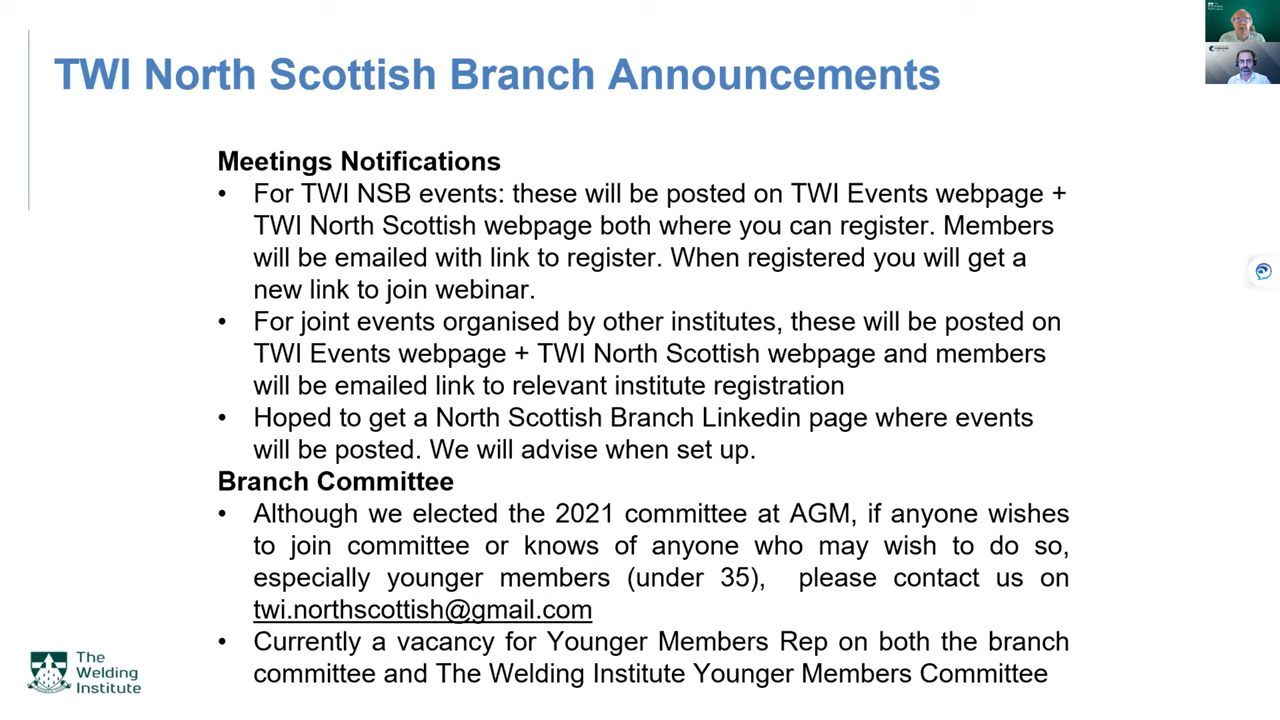 TWI North Scottish Branch Announcements
Meetings Notifications
• For TWI NSB events: these will be posted on TWI Events webpage +
TWI North Scottish webpage both where you can register. Members
will be emailed with link to register. When registered you will get a
new link to join webinar.
• For joint events organised by other institutes, these will be posted on
TWI Events webpage + TWI North Scottish webpage and members
will be emailed link to relevant institute registration
• Hoped to get a North Scottish Branch Linkedin page where events
will be posted. We will advise when set up.
Branch Committee
• Although we elected the 2021 committee at AGM, if anyone wishes
to join committee or knows of anyone who may wish to do so,
especially younger members (under 35), please contact us on
twi.northscottish@gmail.com
• Currently a vacancy for Younger Members Rep on both the branch
committee and The Welding Institute Younger Members Committee
The
Welding
Institute